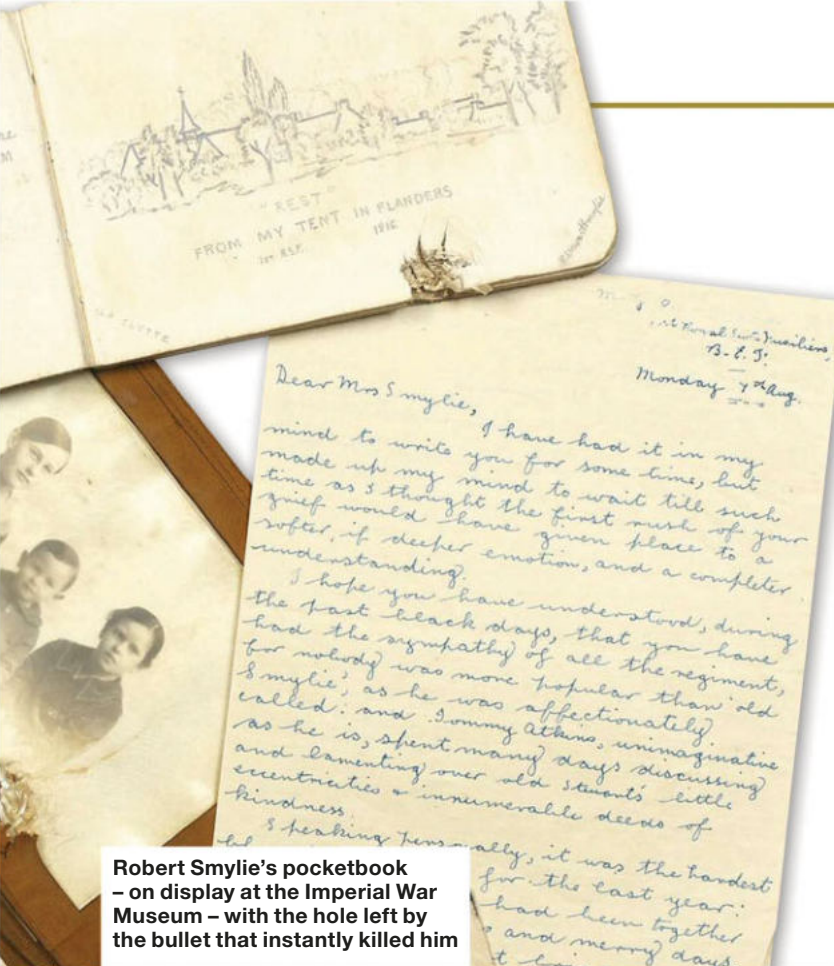 "REST"
FROM MY TENT IN FLANDERS
1st R.S.F. 1916
1st Royal Scots Fusiliers,
B.E.F.
Monday 7th Aug.
Dear Mrs Smylie,
I have had it in my
mind to write you for some time, but
made up my mind to wait till such
time as I thought the first rush of your
grief would have given place to a
softer, if deeper emotion, and a completer
understanding.
I hope you have understood, during
the past black days, that you have
had the sympathy of all the regiment,
for nobody was more popular than 'old
Smylie', as he was affectionately
called: and Tommy Atkins, unimaginative
as he is, spent many days discussing
and lamenting over old Stewart's little
eccentricities & innumerable deeds of
kindness.
Speaking personally, it was the hardest
for the last year:
had been together
and merry days
Robert Smylie's pocketbook
– on display at the Imperial War
Museum – with the hole left by
the bullet that instantly killed him